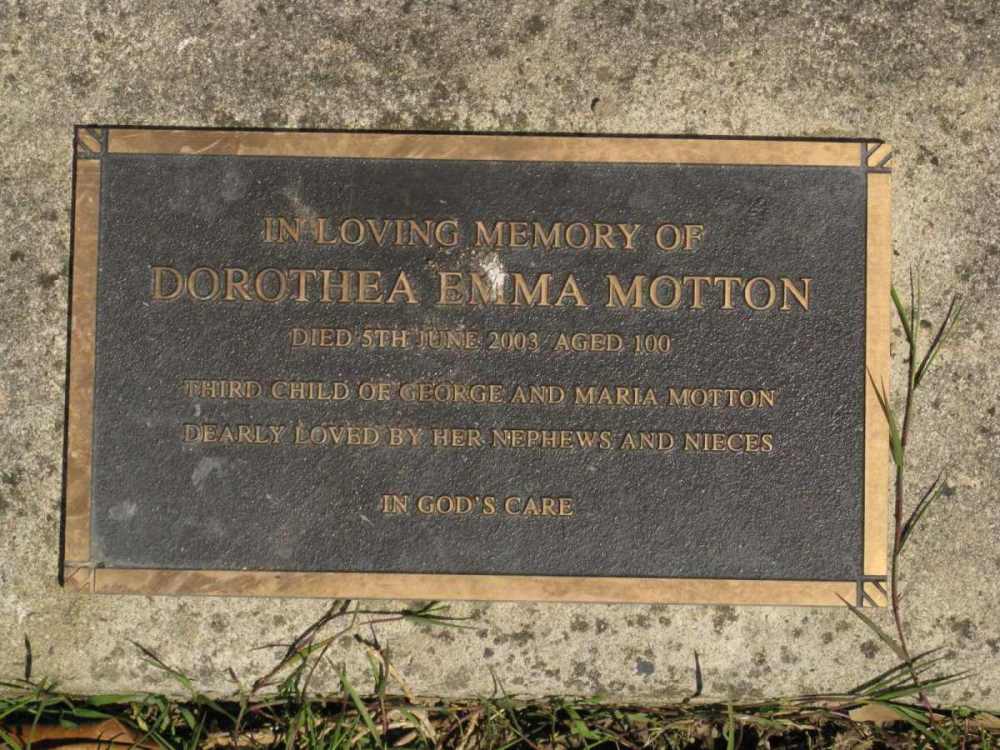 IN LOVING MEMORY OF
DOROTHEA EMMA MOTTON
DIED 5TH JUNE 2003 AGED 100
THIRD CHILD OF GEORGE AND MARIA MOTTON
DEARLY LOVED BY HER NEPHEWS AND NIECES
IN GOD'S CARE